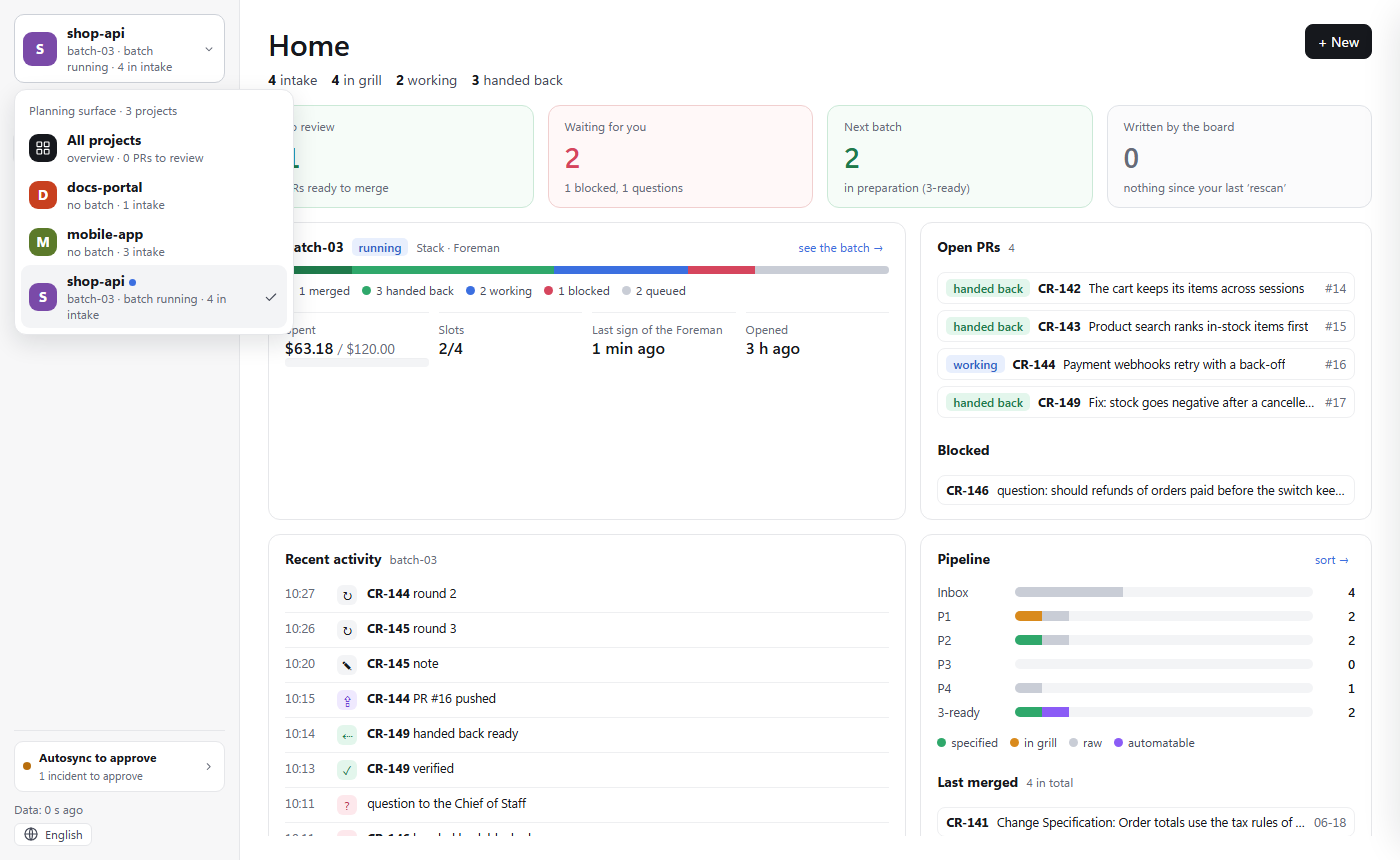 shop-api
batch-03 · batch
running · 4 in intake
Planning surface · 3 projects
All projects
overview · 0 PRs to review
docs-portal
no batch · 1 intake
mobile-app
no batch · 3 intake
shop-api
batch-03 · batch running · 4 in
intake
Autosync to approve
1 incident to approve
Data: 0 s ago
English
Home
+ New
4 intake 4 in grill 2 working 3 handed back
review
Rs ready to merge
Waiting for you
2
1 blocked, 1 questions
Next batch
2
in preparation (3-ready)
Written by the board
0
nothing since your last ‘rescan’
atch-03 running Stack · Foreman see the batch →
1 merged 3 handed back 2 working 1 blocked 2 queued
pent
$63.18 / $120.00
Slots
2/4
Last sign of the Foreman
1 min ago
Opened
3 h ago
Open PRs 4
handed back CR-142 The cart keeps its items across sessions #14
handed back CR-143 Product search ranks in-stock items first #15
working CR-144 Payment webhooks retry with a back-off #16
handed back CR-149 Fix: stock goes negative after a cancelle... #17
Blocked
CR-146 question: should refunds of orders paid before the switch kee...
Recent activity batch-03
10:27 CR-144 round 2
10:26 CR-145 round 3
10:20 CR-145 note
10:15 CR-144 PR #16 pushed
10:14 CR-149 handed back ready
10:13 CR-149 verified
10:11 ? question to the Chief of Staff
Pipeline sort →
Inbox 4
P1 2
P2 2
P3 0
P4 1
3-ready 2
specified in grill raw automatable
Last merged 4 in total
CR-141 Change Specification: Order totals use the tax rules of ... 06-18